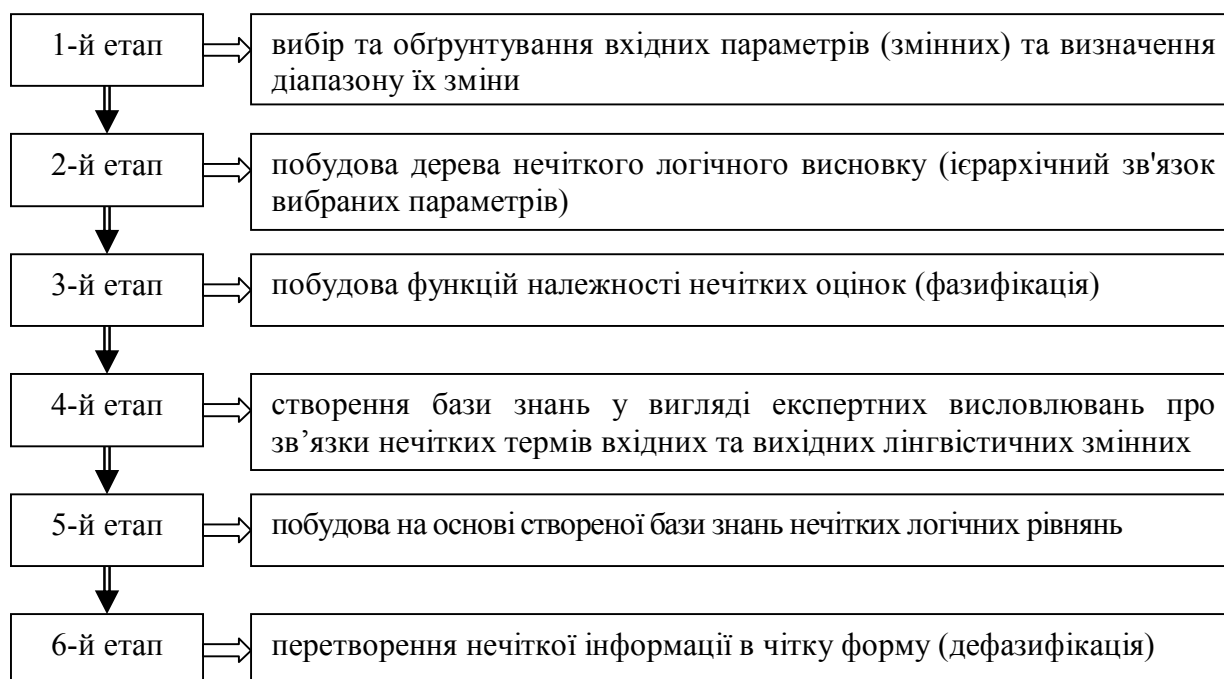 1-й етап
вибір та обґрунтування вхідних параметрів (змінних) та визначення
діапазону їх зміни
2-й етап
побудова дерева нечіткого логічного висновку (ієрархічний зв'язок
вибраних параметрів)
3-й етап
побудова функцій належності нечітких оцінок (фазифікація)
4-й етап
створення бази знань у вигляді експертних висловлювань про
зв’язки нечітких термів вхідних та вихідних лінгвістичних змінних
5-й етап
побудова на основі створеної бази знань нечітких логічних рівнянь
6-й етап
перетворення нечіткої інформації в чітку форму (дефазифікація)